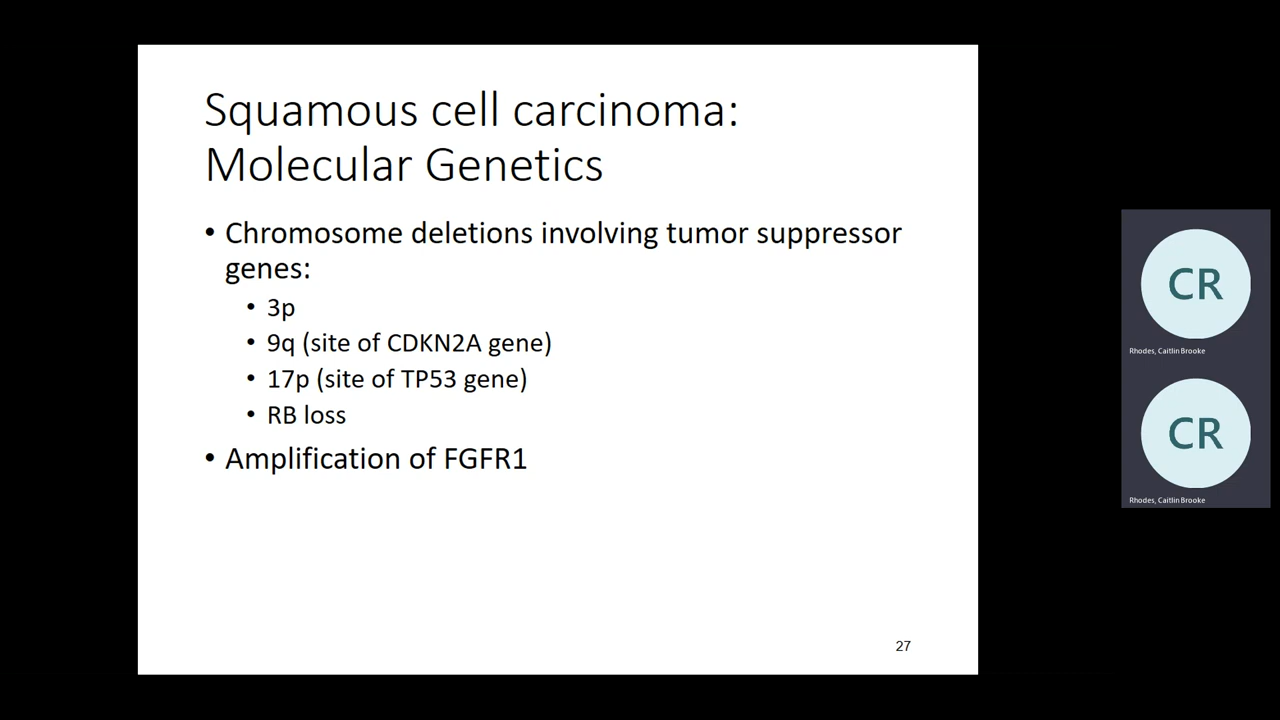 Squamous cell carcinoma:
Molecular Genetics
• Chromosome deletions involving tumor suppressor
genes:
• 3p
• 9q (site of CDKN2A gene)
• 17p (site of TP53 gene)
• RB loss
• Amplification of FGFR1
27
CR
Rhodes, Caitlin Brooke
CR
Rhodes, Caitlin Brooke